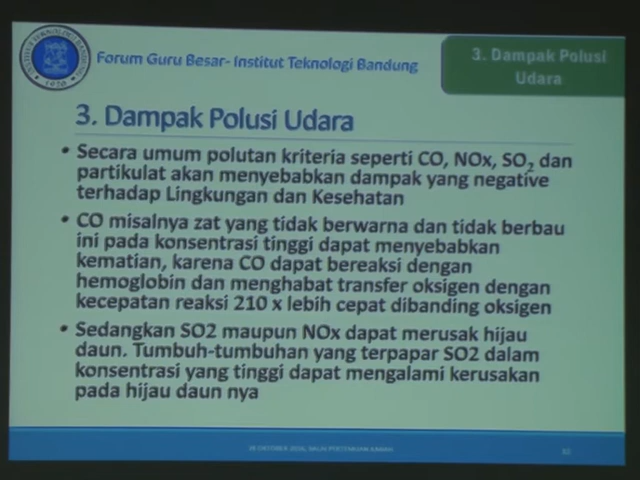 Forum Guru Besar- Institut Teknologi Bandung
3. Dampak Polusi
Udara
3. Dampak Polusi Udara
• Secara umum polutan kriteria seperti CO, NOx, SO2 dan
partikulat akan menyebabkan dampak yang negative
terhadap Lingkungan dan Kesehatan
• CO misalnya zat yang tidak berwarna dan tidak berbau
ini pada konsentrasi tinggi dapat menyebabkan
kematian, karena CO dapat bereaksi dengan
hemoglobin dan menghabat transfer oksigen dengan
kecepatan reaksi 210 x lebih cepat dibanding oksigen
• Sedangkan SO2 maupun NOx dapat merusak hijau
daun. Tumbuh-tumbuhan yang terpapar SO2 dalam
konsentrasi yang tinggi dapat mengalami kerusakan
pada hijau daun nya